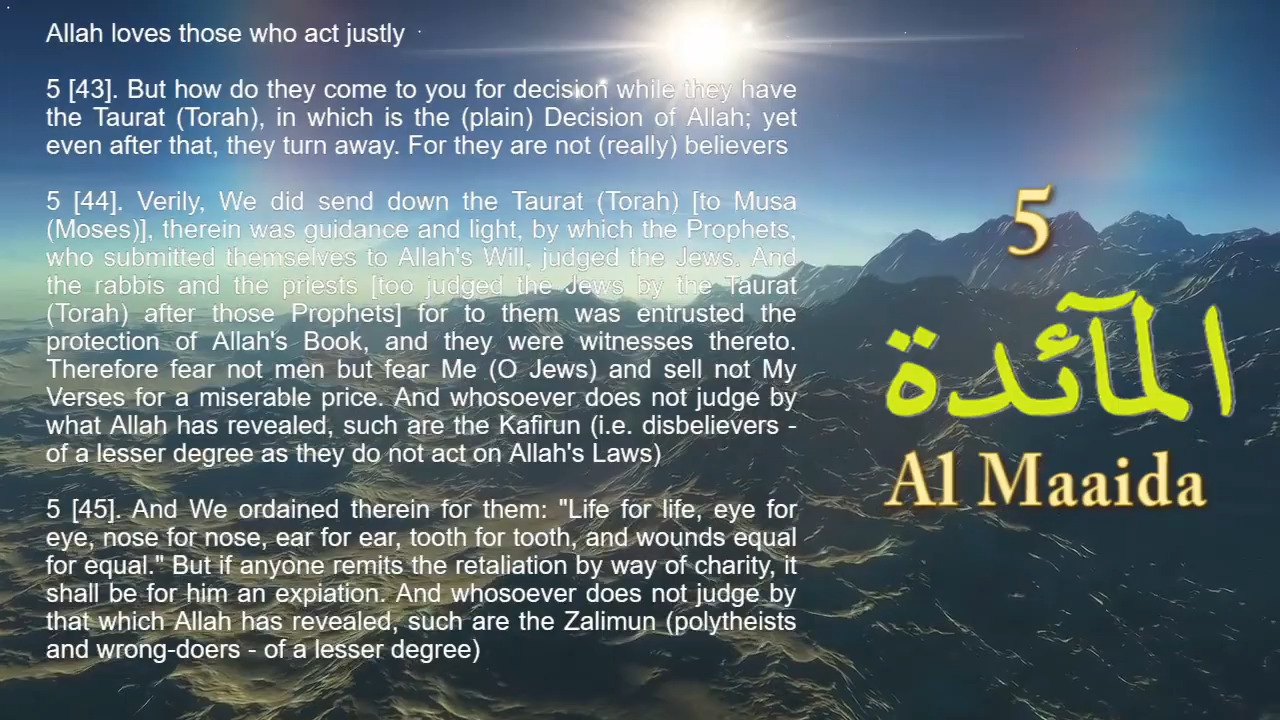 Allah loves those who act justly
5 [43]. But how do they come to you for decision while they have
the Taurat (Torah), in which is the (plain) Decision of Allah; yet
even after that, they turn away. For they are not (really) believers
5 [44]. Verily, We did send down the Taurat (Torah) [to Musa
(Moses)], therein was guidance and light, by which the Prophets,
who submitted themselves to Allah's Will, judged the Jews. And
the rabbis and the priests [too judged the Jews by the Taurat
(Torah) after those Prophets] for to them was entrusted the
protection of Allah's Book, and they were witnesses thereto.
Therefore fear not men but fear Me (O Jews) and sell not My
Verses for a miserable price. And whosoever does not judge by
what Allah has revealed, such are the Kafirun (i.e. disbelievers -
of a lesser degree as they do not act on Allah's Laws)
5 [45]. And We ordained therein for them: "Life for life, eye for
eye, nose for nose, ear for ear, tooth for tooth, and wounds equal
for equal." But if anyone remits the retaliation by way of charity, it
shall be for him an expiation. And whosoever does not judge by
that which Allah has revealed, such are the Zalimun (polytheists
and wrong-doers - of a lesser degree)
5
المآئدة
Al Maaida